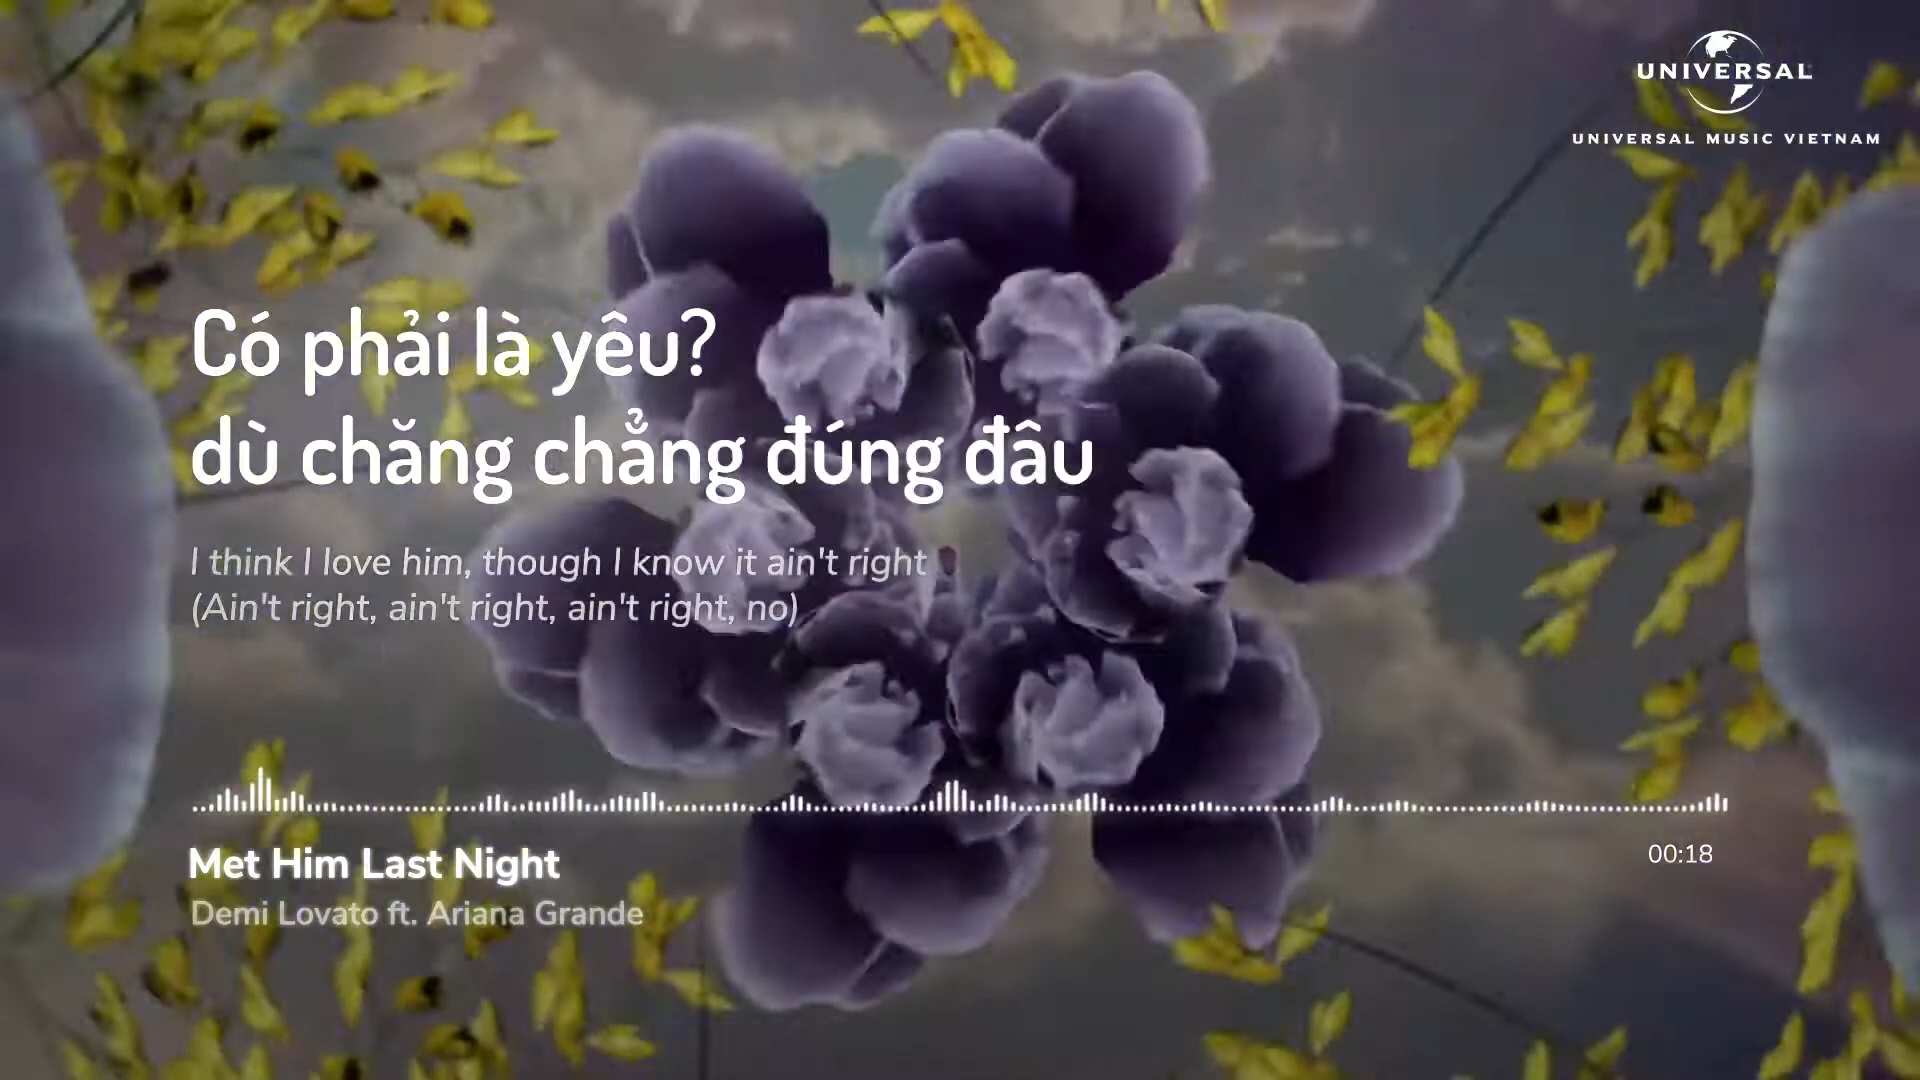 UNIVERSAL
UNIVERSAL MUSIC VIETNAM
Có phải là yêu?
dù chăng chẳng đúng đâu
I think I love him, though I know it ain't right
(Ain't right, ain't right, ain't right, no)
00:18
Met Him Last Night
Demi Lovato ft. Ariana Grande